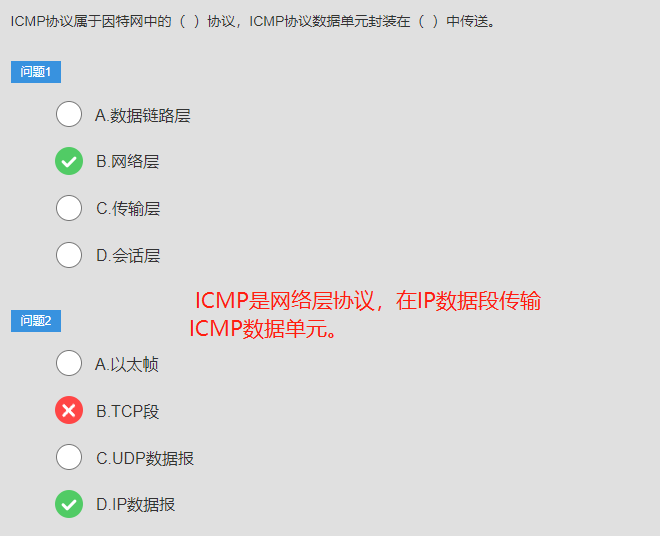 ICMP协议属于因特网中的（ ）协议，ICMP协议数据单元封装在（ ）中传送。
问题1
A.数据链路层
B.网络层
C.传输层
D.会话层
ICMP是网络层协议，在IP数据段传输
ICMP数据单元。
问题2
A.以太帧
B.TCP段
C.UDP数据报
D.IP数据报